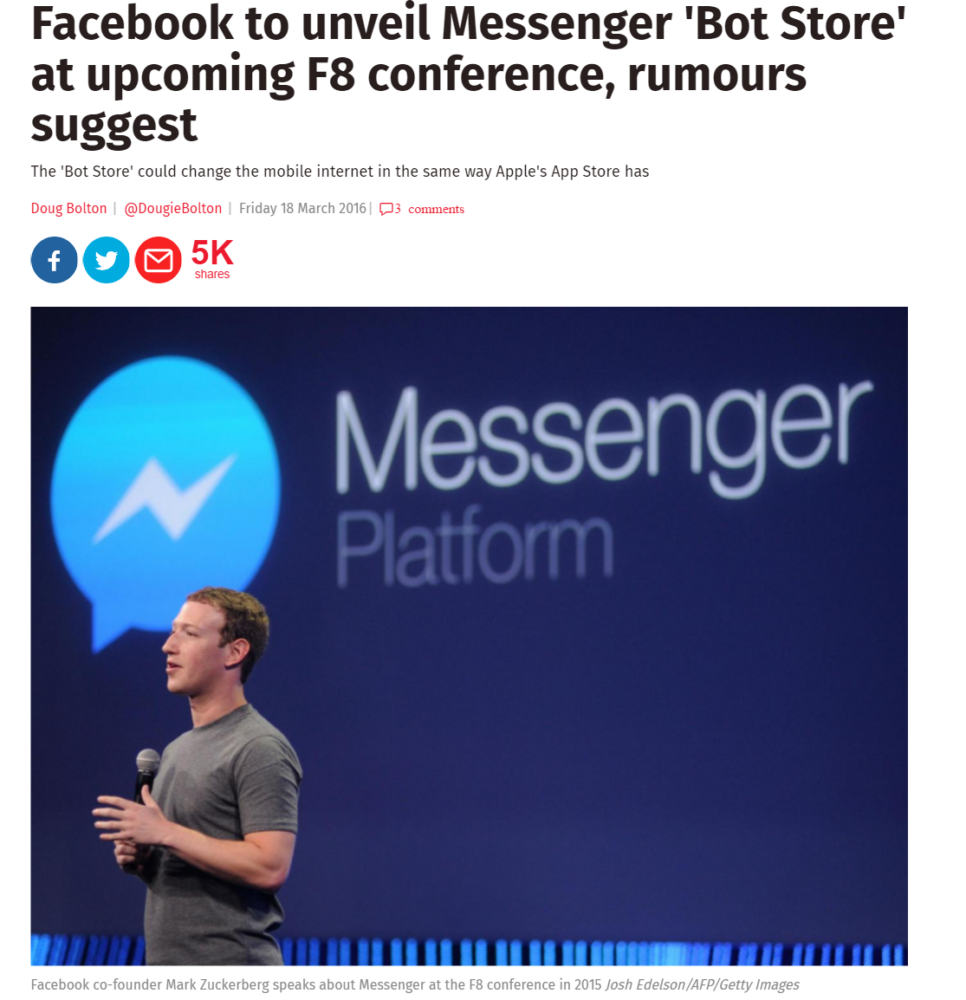 Facebook to unveil Messenger 'Bot Store'
at upcoming F8 conference, rumours
suggest
The 'Bot Store' could change the mobile internet in the same way Apple's App Store has
Doug Bolton | @DougieBolton | Friday 18 March 2016 | 3 comments
5K
shares
Messenger
Platform
Facebook co-founder Mark Zuckerberg speaks about Messenger at the F8 conference in 2015 Josh Edelson/AFP/Getty Images